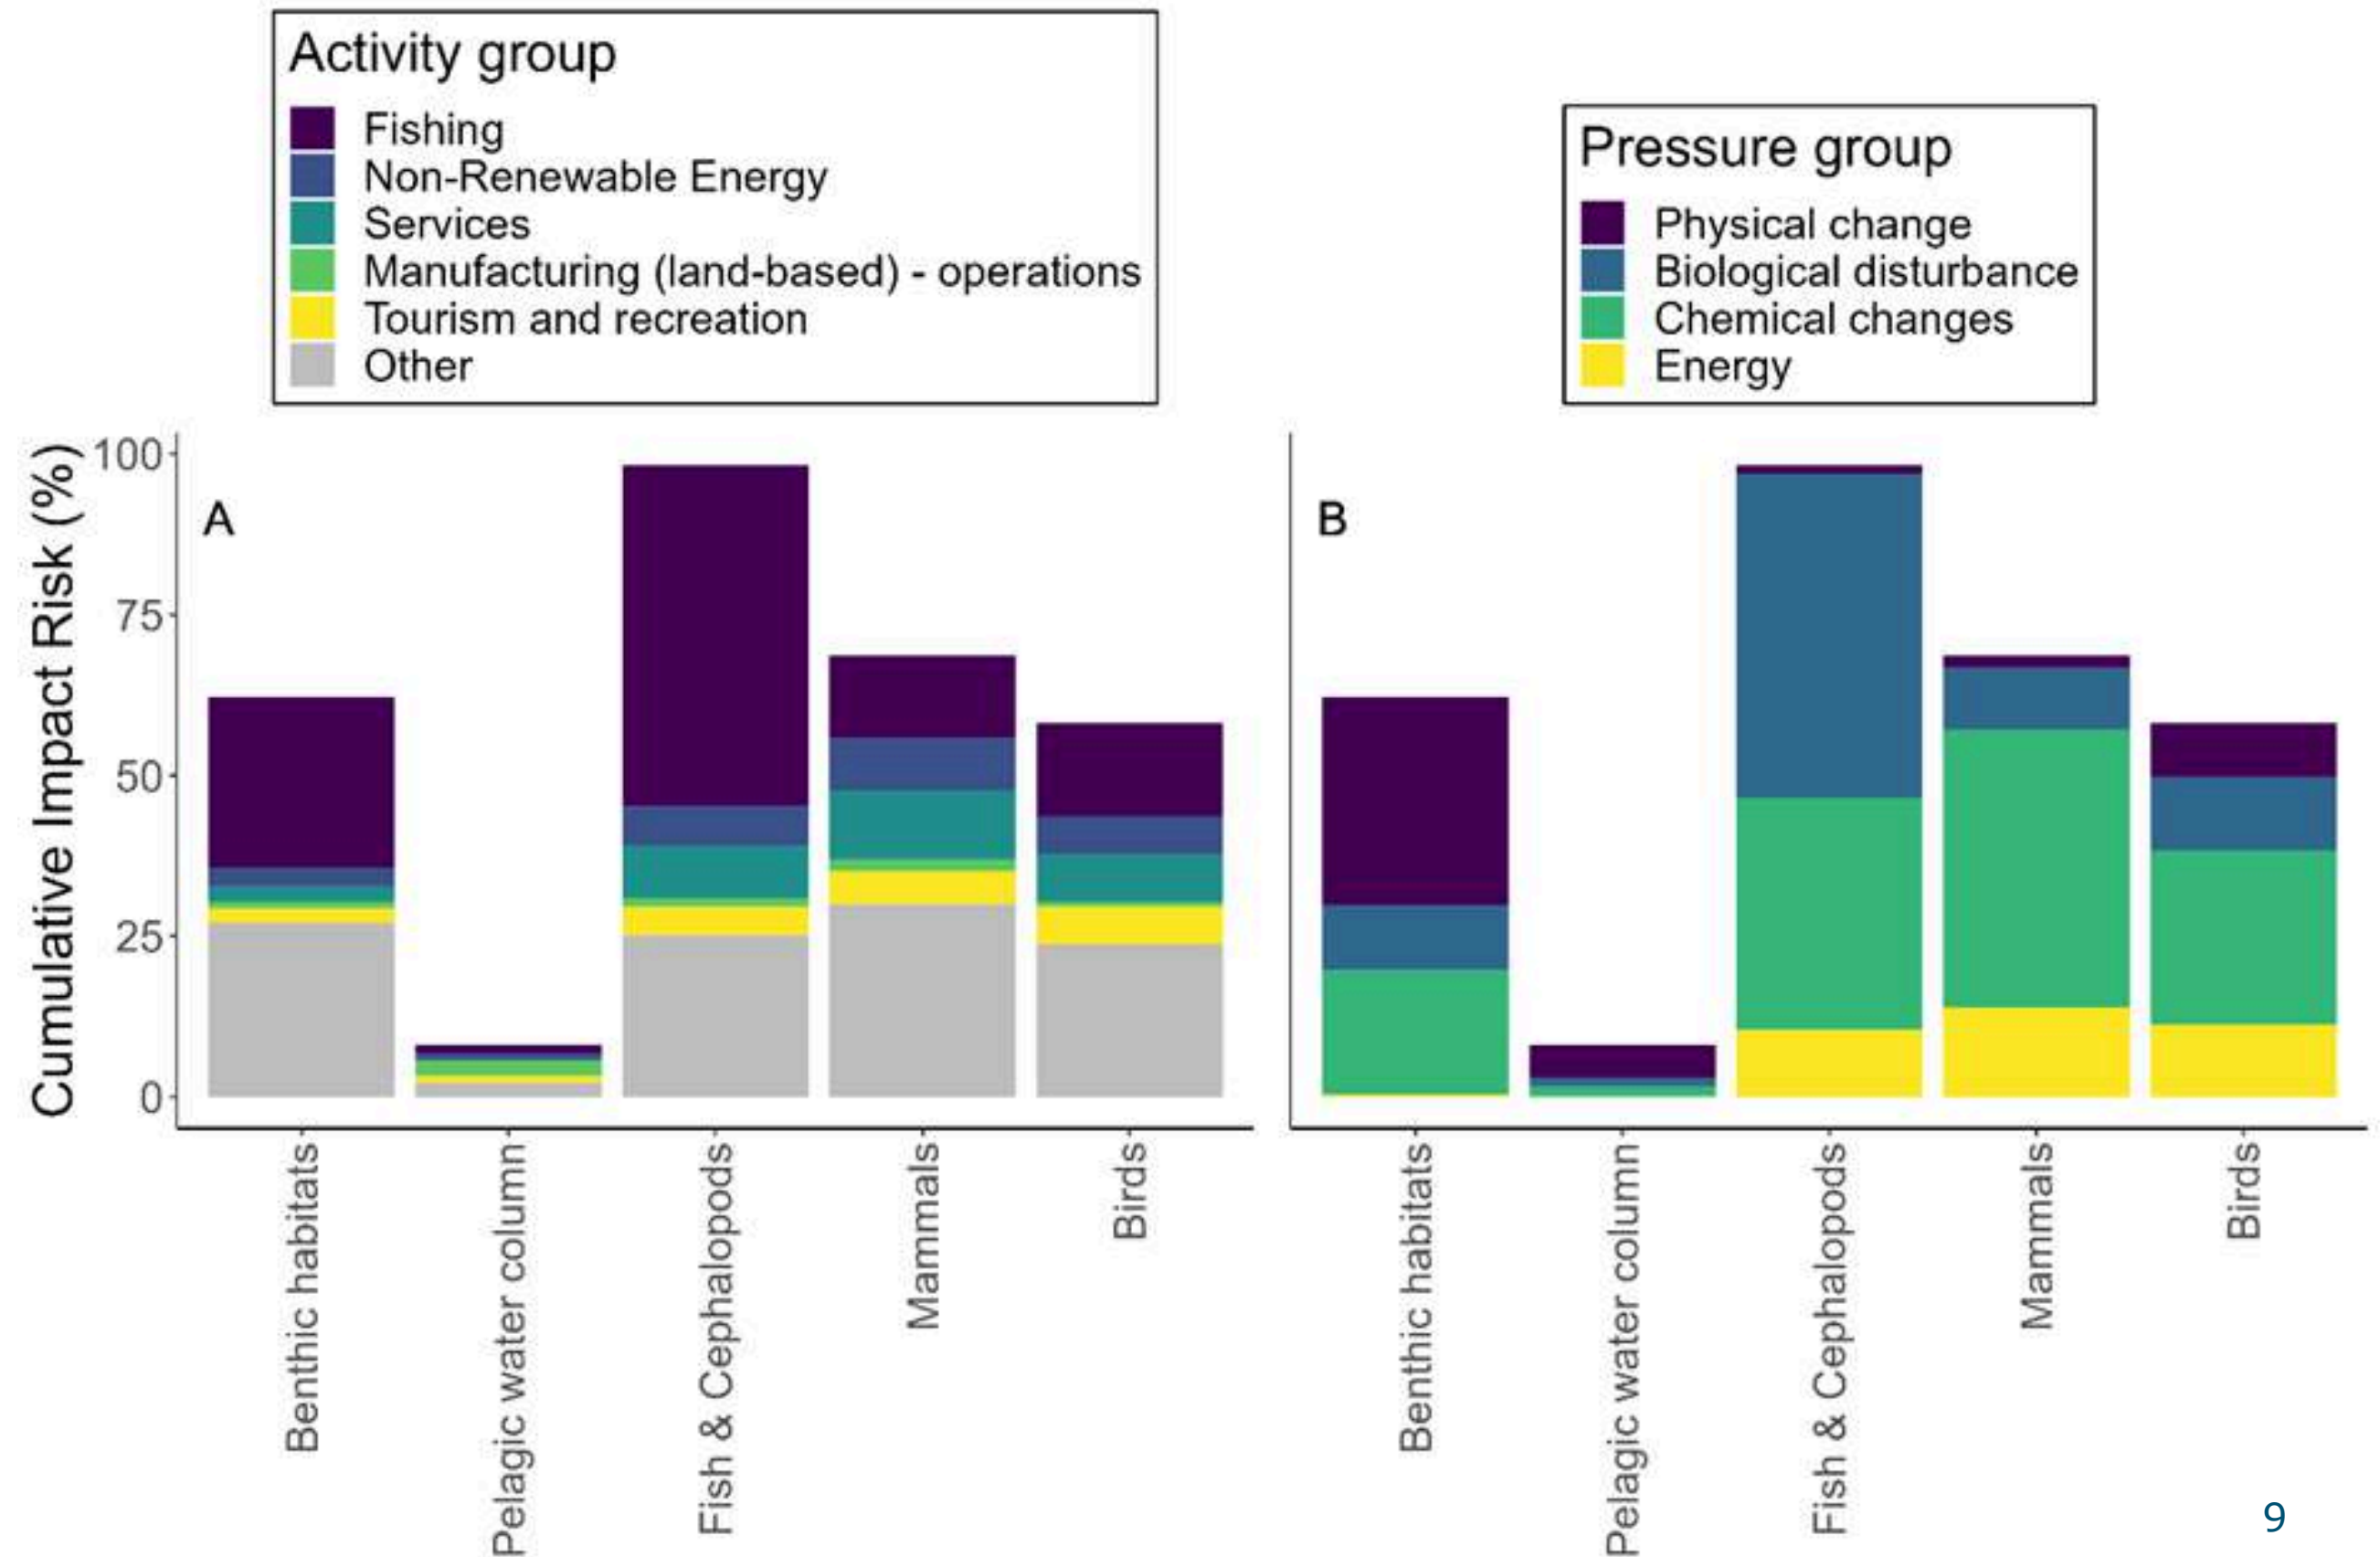 Activity group
Fishing
Non-Renewable Energy
Services
Manufacturing (land-based) - operations
Tourism and recreation
Other
Pressure group
Physical change
Biological disturbance
Chemical changes
Energy
Cumulative Impact Risk (%)
100
75
50
25
0
A
B
Benthic habitats
Pelagic water column
Fish & Cephalopods
Mammals
Birds
Benthic habitats
Pelagic water column
Fish & Cephalopods
Mammals
Birds
9